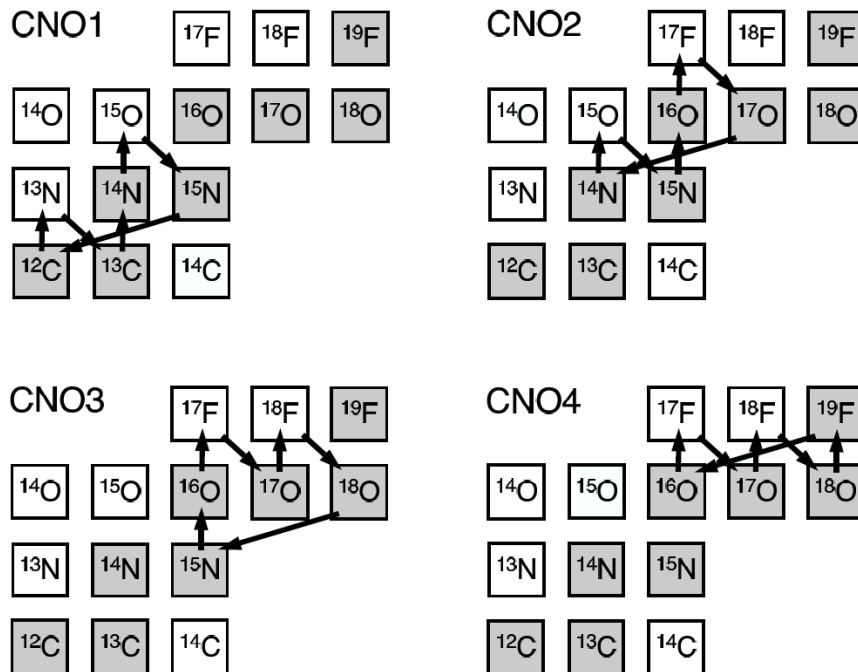 CNO1 ¹⁷F ¹⁸F ¹⁹F
¹⁴O ¹⁵O ¹⁶O ¹⁷O ¹⁸O
¹³N ¹⁴N ¹⁵N
¹²C ¹³C ¹⁴C
CNO2 ¹⁷F ¹⁸F ¹⁹F
¹⁴O ¹⁵O ¹⁶O ¹⁷O ¹⁸O
¹³N ¹⁴N ¹⁵N
¹²C ¹³C ¹⁴C
CNO3 ¹⁷F ¹⁸F ¹⁹F
¹⁴O ¹⁵O ¹⁶O ¹⁷O ¹⁸O
¹³N ¹⁴N ¹⁵N
¹²C ¹³C ¹⁴C
CNO4 ¹⁷F ¹⁸F ¹⁹F
¹⁴O ¹⁵O ¹⁶O ¹⁷O ¹⁸O
¹³N ¹⁴N ¹⁵N
¹²C ¹³C ¹⁴C